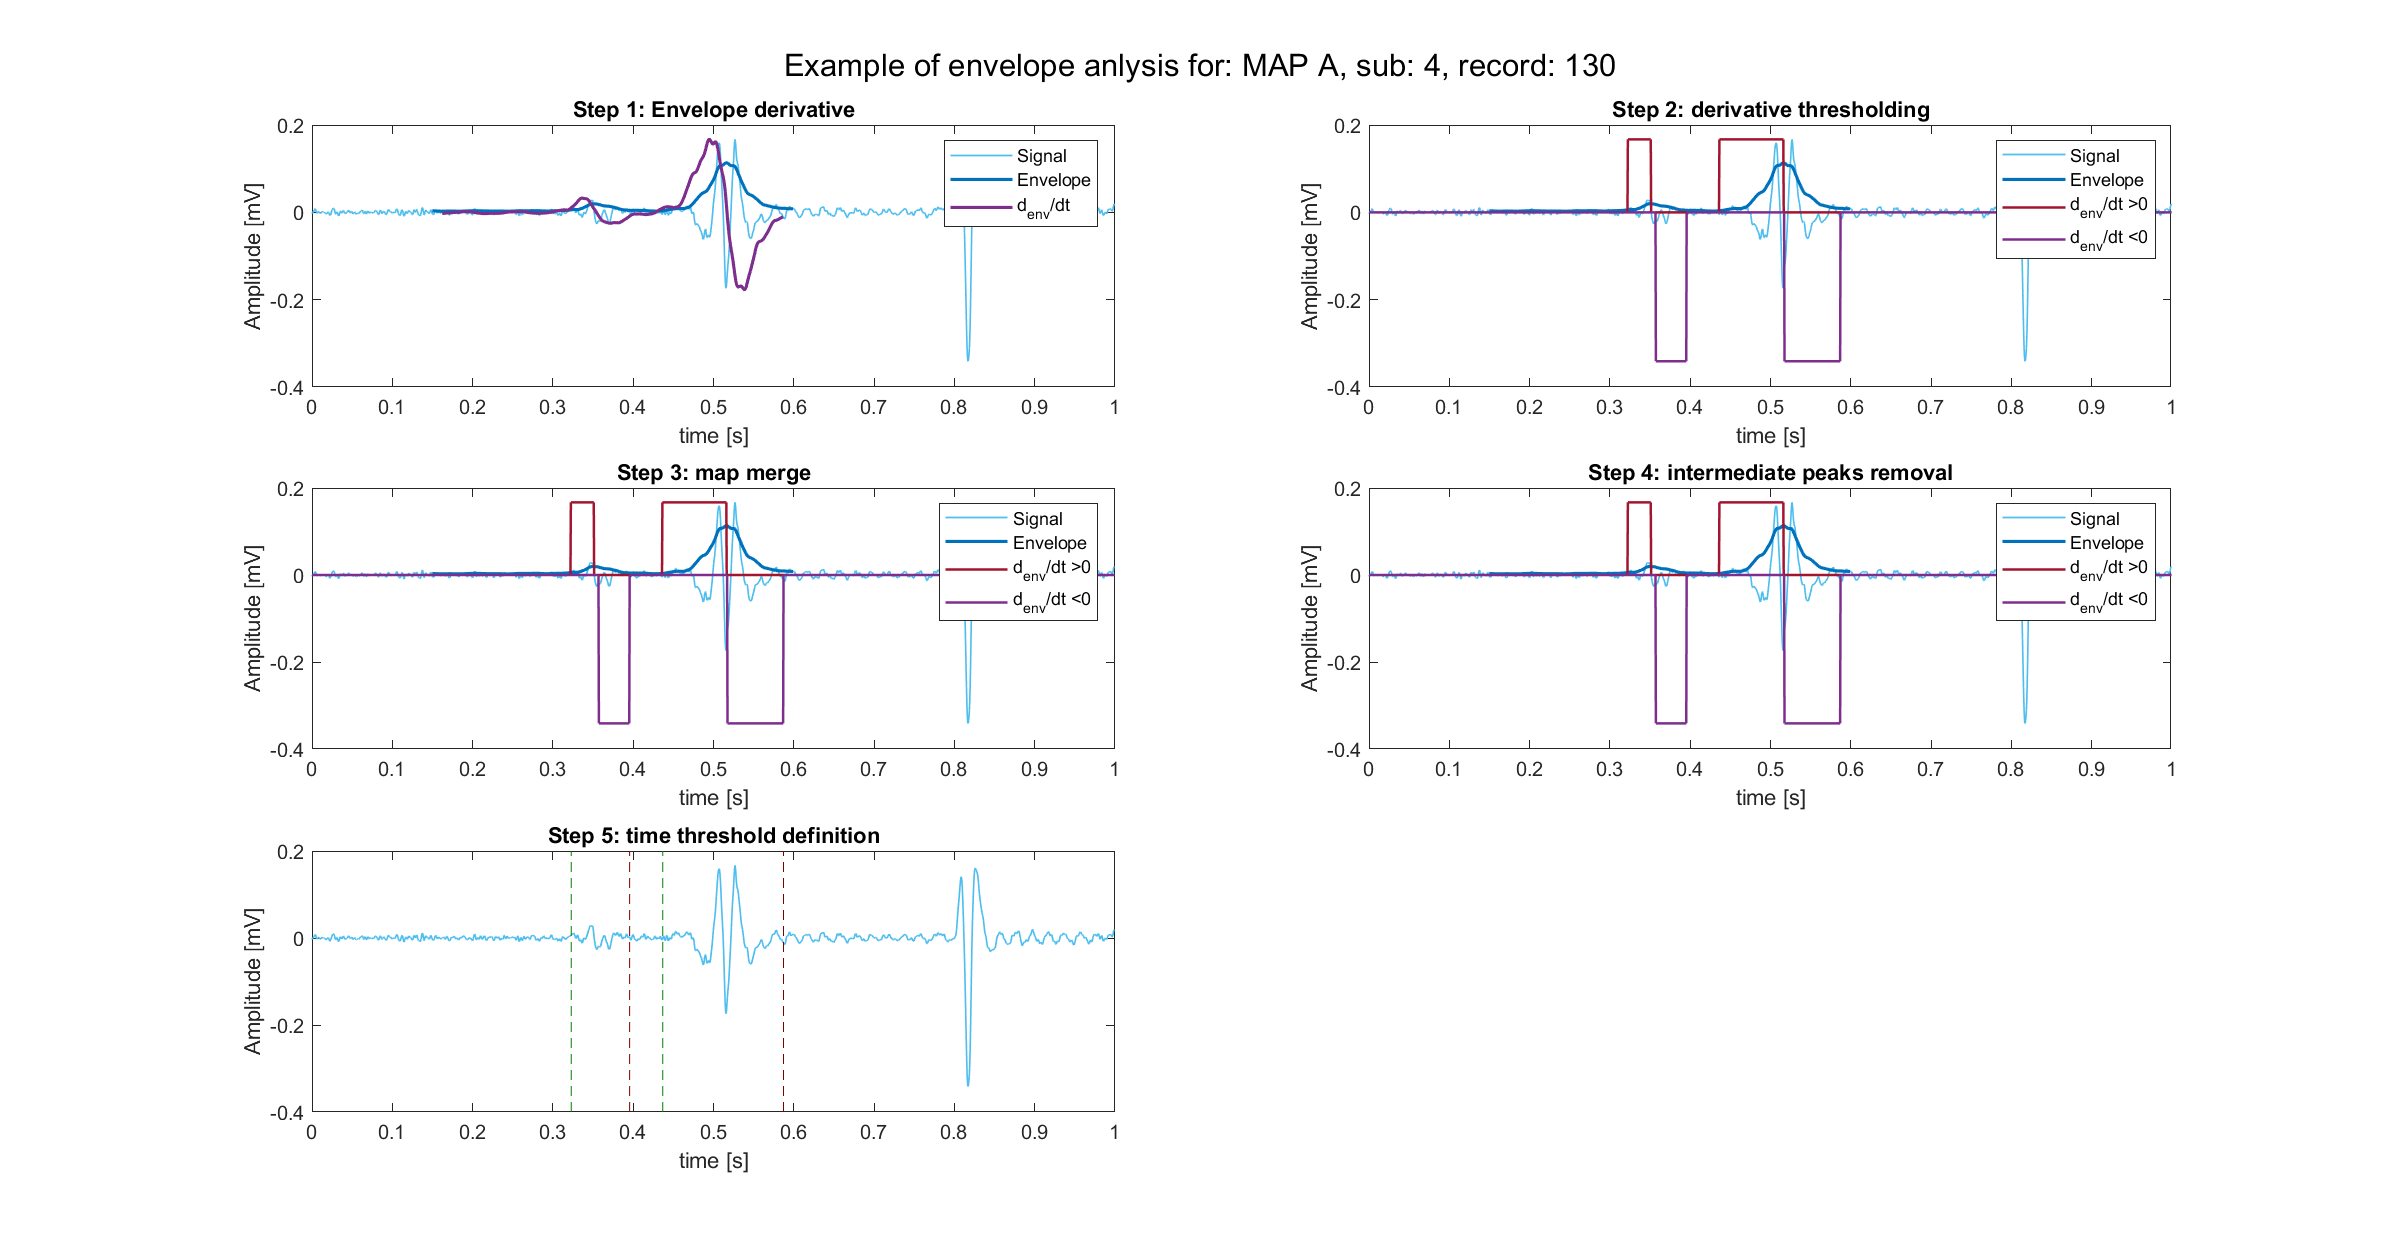 Example of envelope anlysis for: MAP A, sub: 4, record: 130
Step 1: Envelope derivative
0.2
0
-0.2
-0.4
Amplitude [mV]
Signal
Envelope
d_env/dt
0 0.1 0.2 0.3 0.4 0.5 0.6 0.7 0.8 0.9 1
time [s]
Step 2: derivative thresholding
0.2
0
-0.2
-0.4
Amplitude [mV]
Signal
Envelope
d_env/dt >0
d_env/dt <0
0 0.1 0.2 0.3 0.4 0.5 0.6 0.7 0.8 0.9 1
time [s]
Step 3: map merge
0.2
0
-0.2
-0.4
Amplitude [mV]
Signal
Envelope
d_env/dt >0
d_env/dt <0
0 0.1 0.2 0.3 0.4 0.5 0.6 0.7 0.8 0.9 1
time [s]
Step 4: intermediate peaks removal
0.2
0
-0.2
-0.4
Amplitude [mV]
Signal
Envelope
d_env/dt >0
d_env/dt <0
0 0.1 0.2 0.3 0.4 0.5 0.6 0.7 0.8 0.9 1
time [s]
Step 5: time threshold definition
0.2
0
-0.2
-0.4
Amplitude [mV]
0 0.1 0.2 0.3 0.4 0.5 0.6 0.7 0.8 0.9 1
time [s]